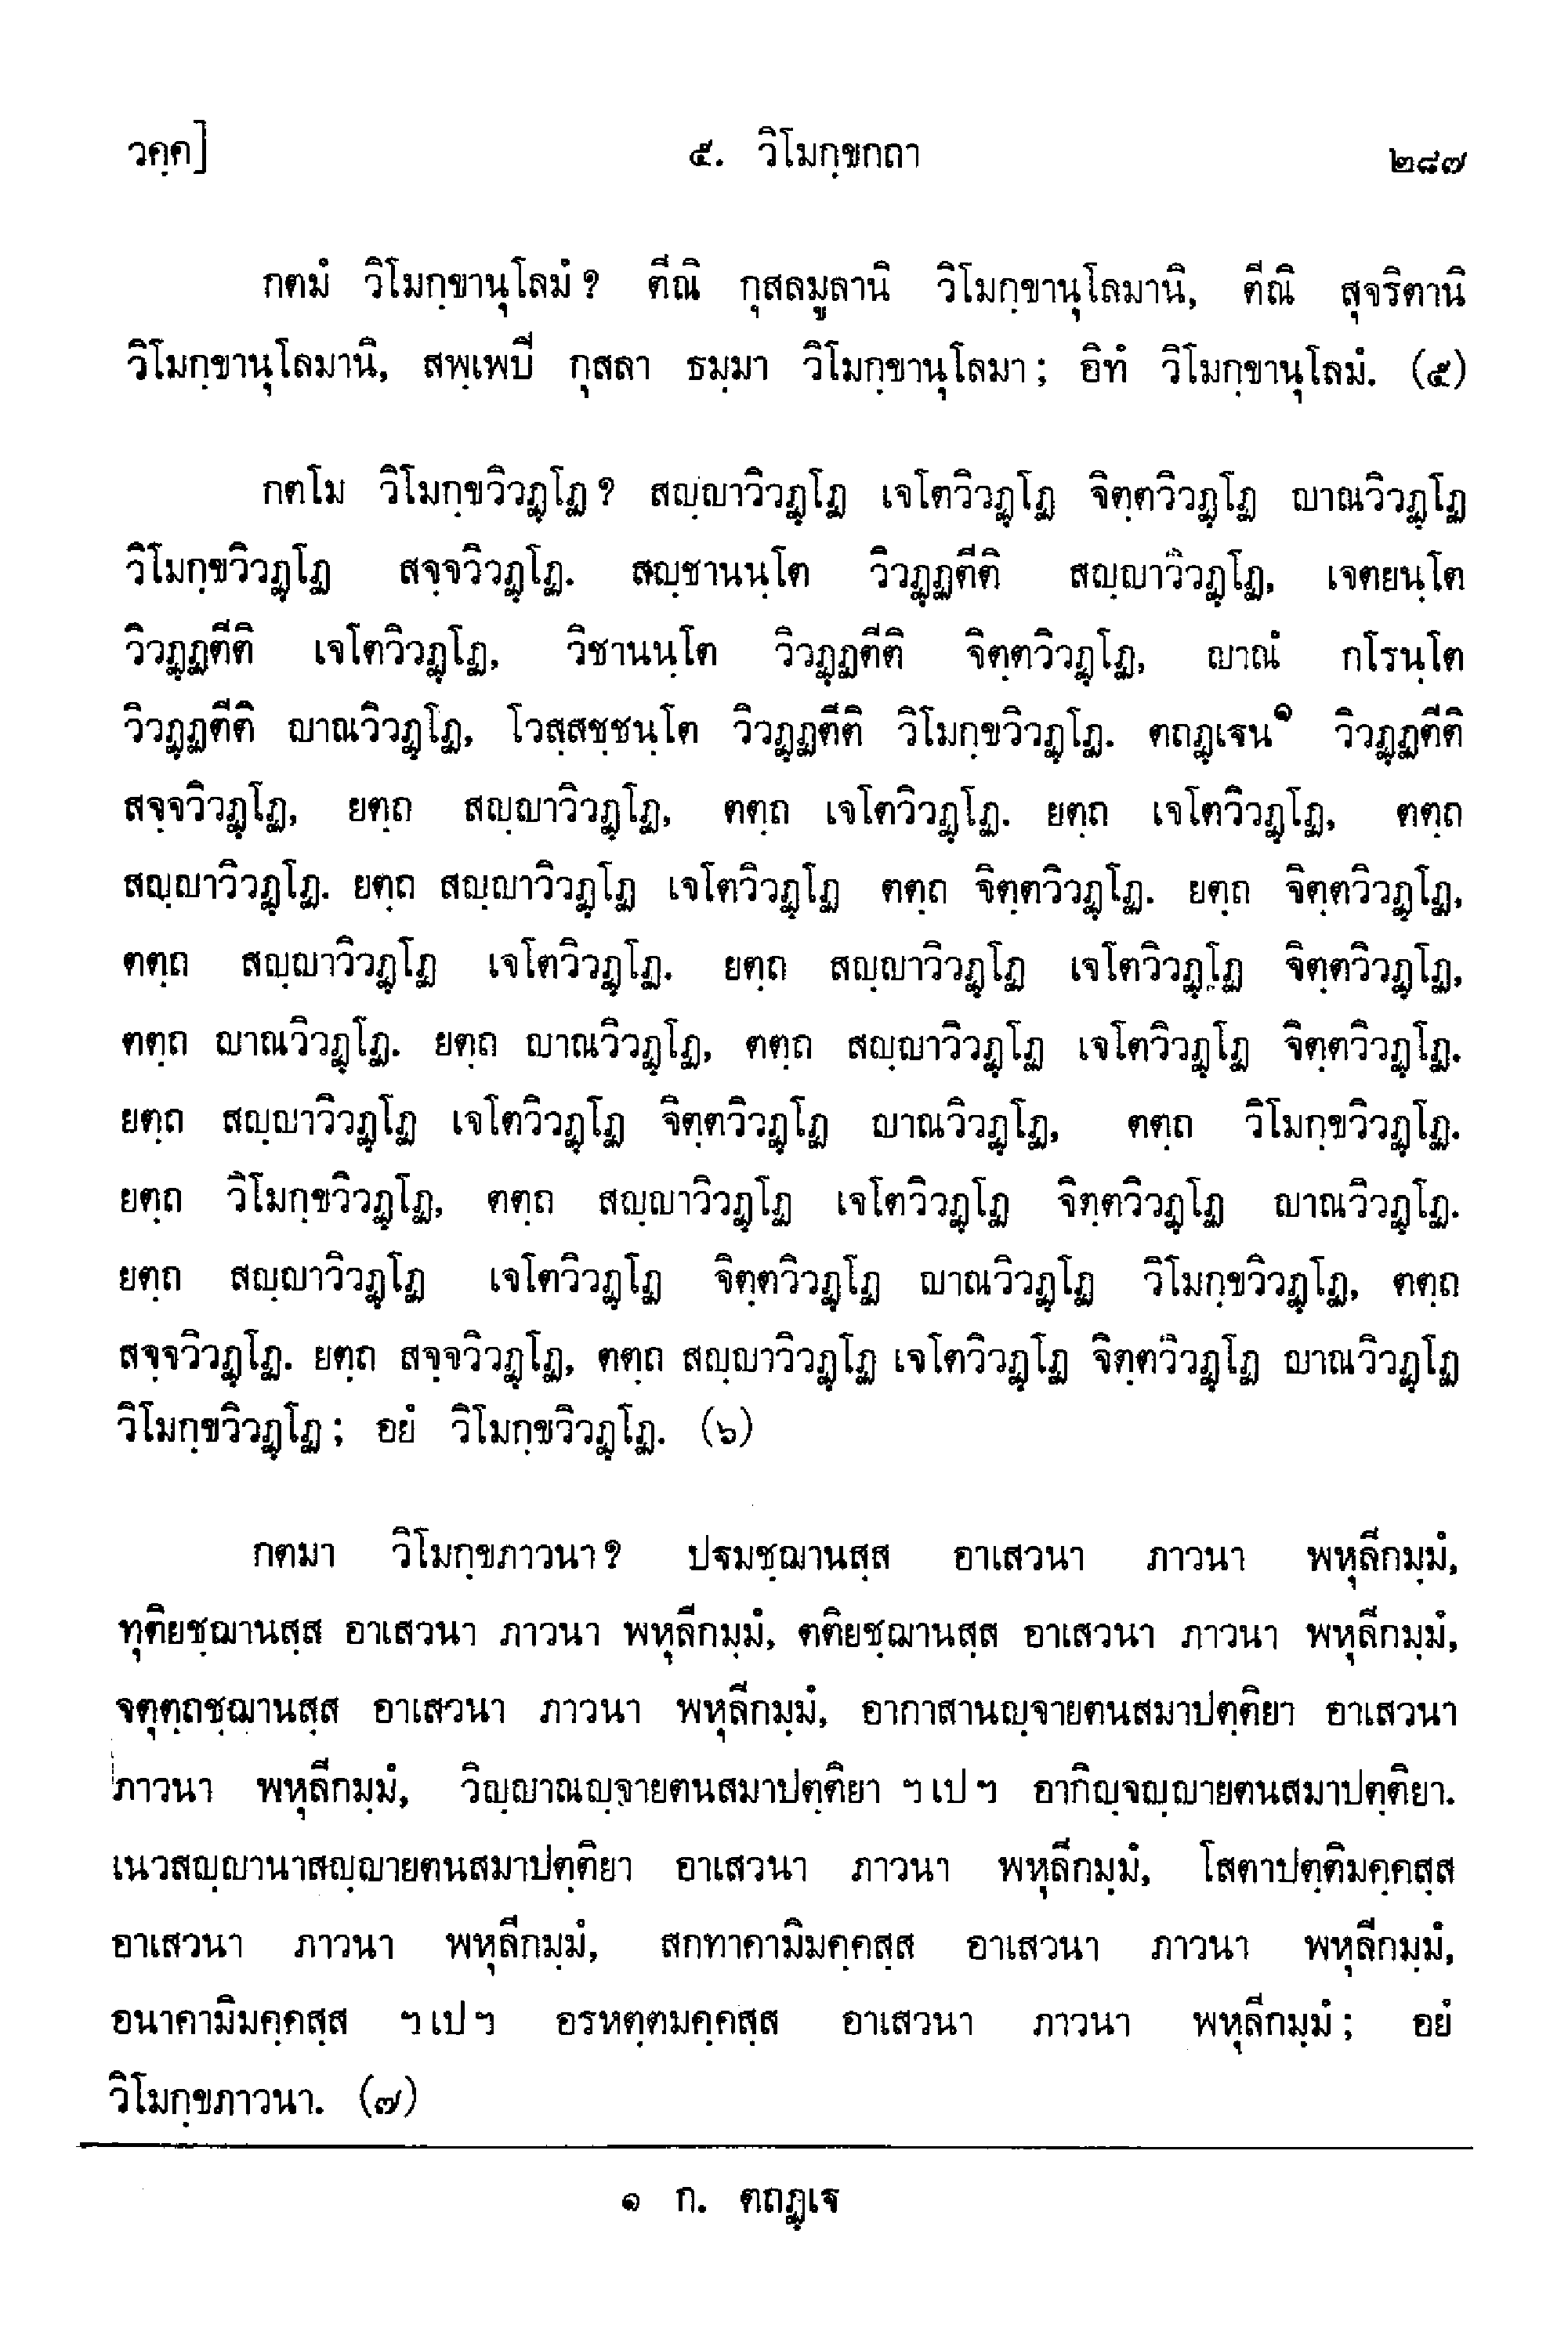 วคฺค]	๕. วิโมกฺขกถา	๒๘๗
กตมํ วิโมกฺขานุโลมํ ? ตีณิ กุสลมูลานิ วิโมกฺขานุโลมานิ, ตีณิ สุจริตานิ
วิโมกฺขานุโลมานิ, สพฺเพปิ กุสลา ธมฺมา วิโมกฺขานุโลมา ; อิทํ วิโมกฺขานุโลมํ. (๕)
กตโม วิโมกฺขวิวฏฺโฏ ? สญฺญาวิวฏฺโฏ เจโตวิวฏฺโฏ จิตฺตวิวฏฺโฏ ญาณวิวฏฺโฏ
วิโมกฺขวิวฏฺโฏ สจฺจวิวฏฺโฏ. สญฺชานนฺโต วิวฏฺฏตีติ สญฺญาวิวฏฺโฏ, เจตยนฺโต
วิวฏฺฏตีติ เจโตวิวฏฺโฏ, วิชานนฺโต วิวฏฺฏตีติ จิตฺตวิวฏฺโฏ, ญาณํ กโรนฺโต
วิวฏฺฏตีติ ญาณวิวฏฺโฏ, โวสฺสชฺชนฺโต วิวฏฺฏตีติ วิโมกฺขวิวฏฺโฏ. ตถฏฺเฐน๑ วิวฏฺฏตีติ
สจฺจวิวฏฺโฏ, ยตฺถ สญฺญาวิวฏฺโฏ, ตตฺถ เจโตวิวฏฺโฏ. ยตฺถ เจโตวิวฏฺโฏ, ตตฺถ
สญฺญาวิวฏฺโฏ. ยตฺถ สญฺญาวิวฏฺโฏ เจโตวิวฏฺโฏ ตตฺถ จิตฺตวิวฏฺโฏ. ยตฺถ จิตฺตวิวฏฺโฏ,
ตตฺถ สญฺญาวิวฏฺโฏ เจโตวิวฏฺโฏ. ยตฺถ สญฺญาวิวฏฺโฏ เจโตวิวฏฺโฏ จิตฺตวิวฏฺโฏ,
ตตฺถ ญาณวิวฏฺโฏ. ยตฺถ ญาณวิวฏฺโฏ, ตตฺถ สญฺญาวิวฏฺโฏ เจโตวิวฏฺโฏ จิตฺตวิวฏฺโฏ.
ยตฺถ สญฺญาวิวฏฺโฏ เจโตวิวฏฺโฏ จิตฺตวิวฏฺโฏ ญาณวิวฏฺโฏ, ตตฺถ วิโมกฺขวิวฏฺโฏ.
ยตฺถ วิโมกฺขวิวฏฺโฏ, ตตฺถ สญฺญาวิวฏฺโฏ เจโตวิวฏฺโฏ จิตฺตวิวฏฺโฏ ญาณวิวฏฺโฏ.
ยตฺถ สญฺญาวิวฏฺโฏ เจโตวิวฏฺโฏ จิตฺตวิวฏฺโฏ ญาณวิวฏฺโฏ วิโมกฺขวิวฏฺโฏ, ตตฺถ
สจฺจวิวฏฺโฏ. ยตฺถ สจฺจวิวฏฺโฏ, ตตฺถ สญฺญาวิวฏฺโฏ เจโตวิวฏฺโฏ จิตฺตวิวฏฺโฏ ญาณวิวฏฺโฏ
วิโมกฺขวิวฏฺโฏ ; อยํ วิโมกฺขวิวฏฺโฏ. (๖)
กตมา วิโมกฺขภาวนา ? ปฐมชฺฌานสฺส อาเสวนา ภาวนา พหุลีกมฺมํ,
ทุติยชฺฌานสฺส อาเสวนา ภาวนา พหุลีกมฺมํ, ตติยชฺฌานสฺส อาเสวนา ภาวนา พหุลีกมฺมํ,
จตุตฺถชฺฌานสฺส อาเสวนา ภาวนา พหุลีกมฺมํ, อากาสานญฺจายตนสมาปตฺติยา อาเสวนา
ภาวนา พหุลีกมฺมํ, วิญฺญาณญฺจายตนสมาปตฺติยา ฯ เป ฯ อากิญฺจญฺญายตนสมาปตฺติยา.
เนวสญฺญานาสญฺญายตนสมาปตฺติยา อาเสวนา ภาวนา พหุลีกมฺมํ, โสตาปตฺติมคฺคสฺส
อาเสวนา ภาวนา พหุลีกมฺมํ, สกทาคามิมคฺคสฺส อาเสวนา ภาวนา พหุลีกมฺมํ,
อนาคามิมคฺคสฺส ฯ เป ฯ อรหตฺตมคฺคสฺส อาเสวนา ภาวนา พหุลีกมฺมํ ; อยํ
วิโมกฺขภาวนา. (๗)
๑ ก. ตถฏฺเฐ